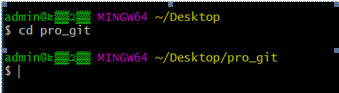 admin@ MINGW64 ~/Desktop
$ cd pro_git
admin@ MINGW64 ~/Desktop/pro_git
$